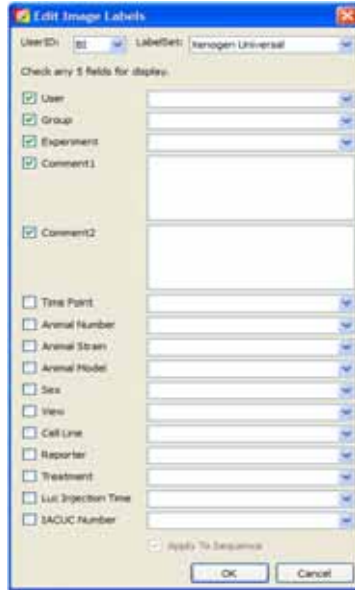 Edit Image Labels
UserID: BI LabelSet: Xenogen Universal
Check any 5 fields for display.
User
Group
Experiment
Comment1
Comment2
Time Point
Animal Number
Animal Strain
Animal Model
Sex
View
Cell Line
Reporter
Treatment
Luc Injection Time
IACUC Number
Apply To Sequence
OK Cancel